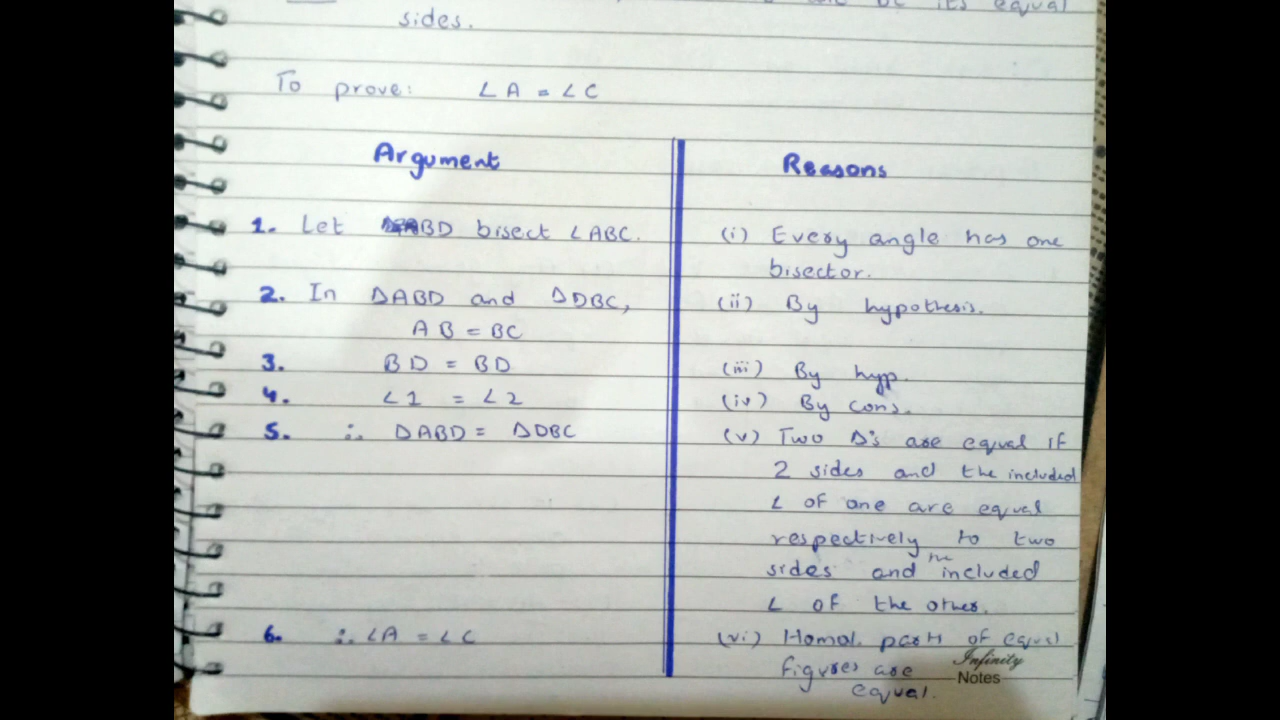 its equal
sides.
To prove: ∠A = ∠C
Argument
Reasons
1. Let BD bisect ∠ABC.
(i) Every angle has one
bisector.
2. In ΔABD and ΔDBC,
(ii) By hypothesis.
AB = BC
3. BD = BD
(iii) By hyp.
4. ∠1 = ∠2
(iv) By cons.
5. ∴ ΔABD = ΔDBC
(v) Two Δ's are equal if
2 sides and the included
∠ of one are equal
respectively to two
sides and the included
∠ of the other.
6. ∴ ∠A = ∠C
(vi) Homol. parts of equal
figures are
equal.
Infinity
Notes